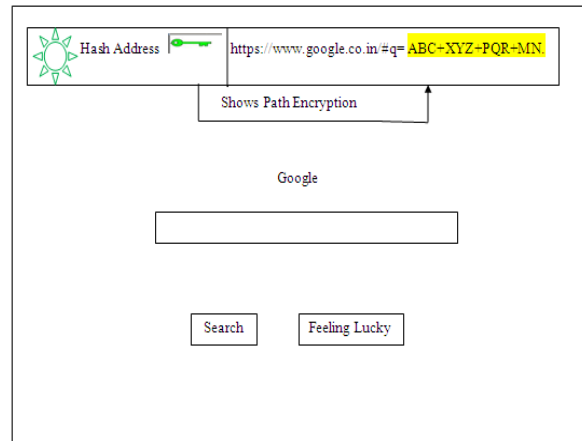 Hash Address https://www.google.co.in/#q= ABC+XYZ+PQR+MN.
Shows Path Encryption
Google
Search Feeling Lucky